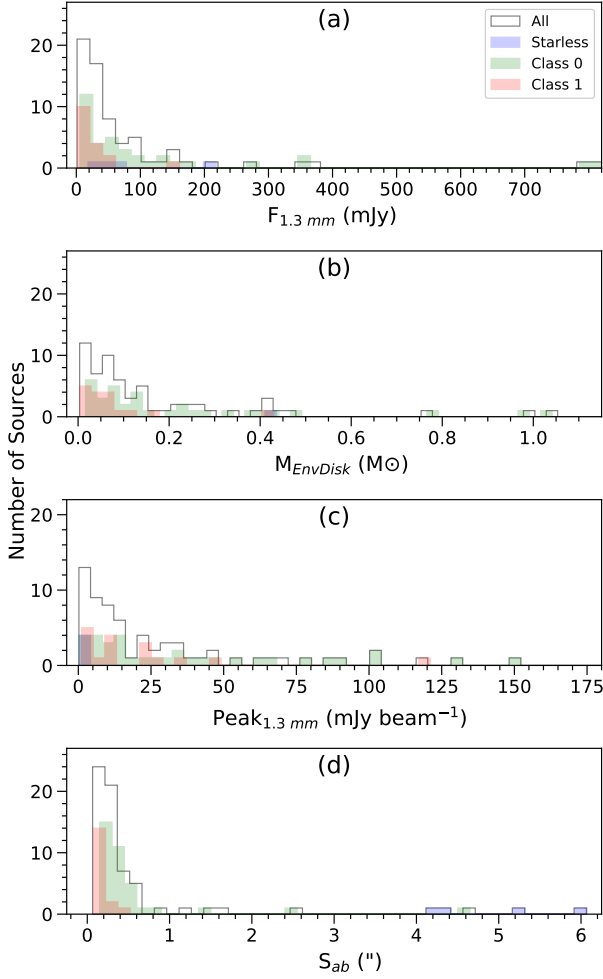 (a)
All
Starless
Class 0
Class 1
20
10
0
0 100 200 300 400 500 600 700
F1.3 mm (mJy)
(b)
20
10
0
0.0 0.2 0.4 0.6 0.8 1.0
MEnvDisk (M⊙)
Number of Sources
(c)
20
10
0
0 25 50 75 100 125 150 175
Peak1.3 mm (mJy beam−1)
(d)
20
10
0
0 1 2 3 4 5 6
Sab (")